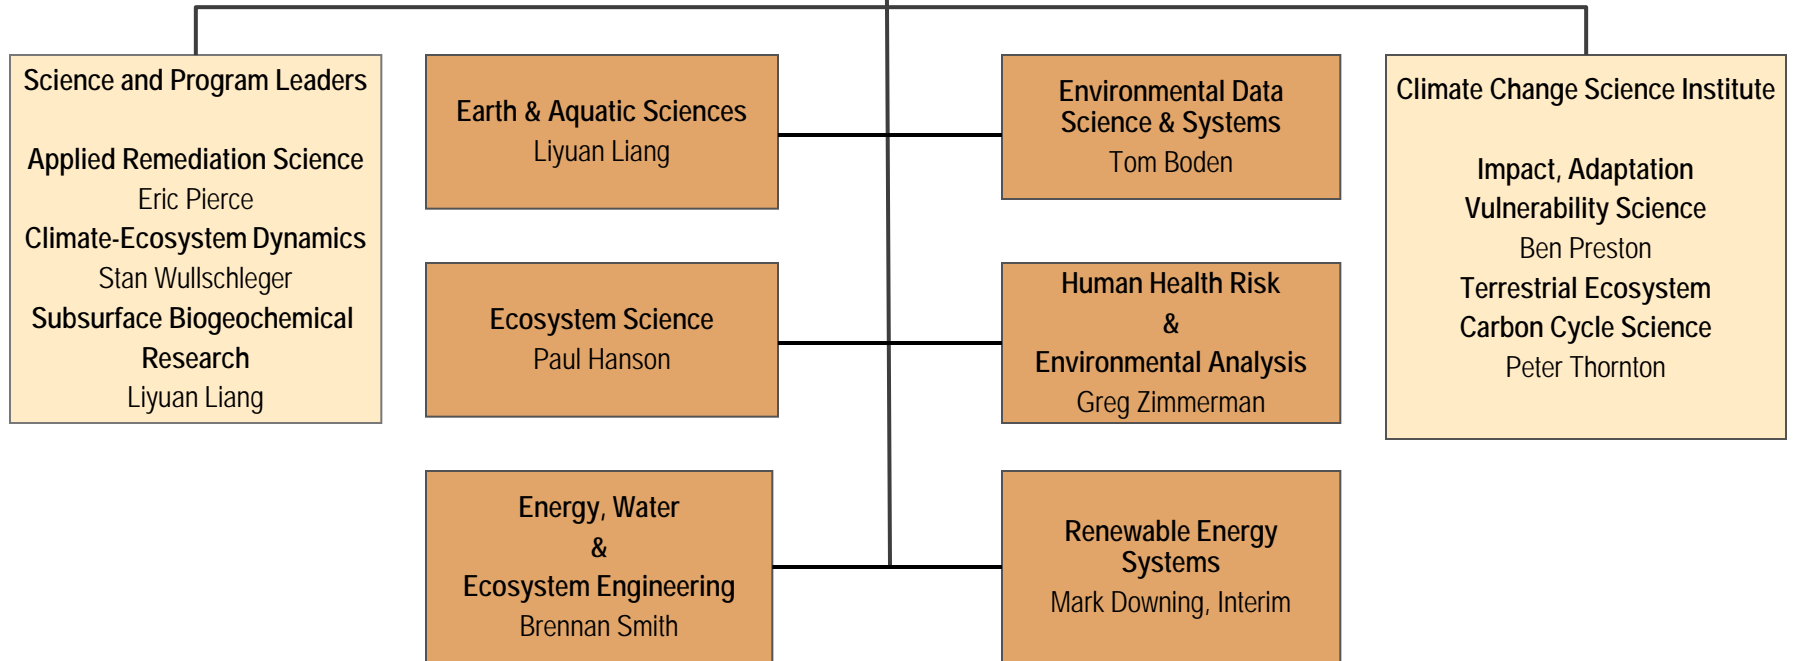 Science and Program Leaders
Applied Remediation Science
Eric Pierce
Climate-Ecosystem Dynamics
Stan Wullschleger
Subsurface Biogeochemical
Research
Liyuan Liang
Earth & Aquatic Sciences
Liyuan Liang
Ecosystem Science
Paul Hanson
Energy, Water
&
Ecosystem Engineering
Brennan Smith
Environmental Data
Science & Systems
Tom Boden
Human Health Risk
&
Environmental Analysis
Greg Zimmerman
Renewable Energy
Systems
Mark Downing, Interim
Climate Change Science Institute
Impact, Adaptation
Vulnerability Science
Ben Preston
Terrestrial Ecosystem
Carbon Cycle Science
Peter Thornton